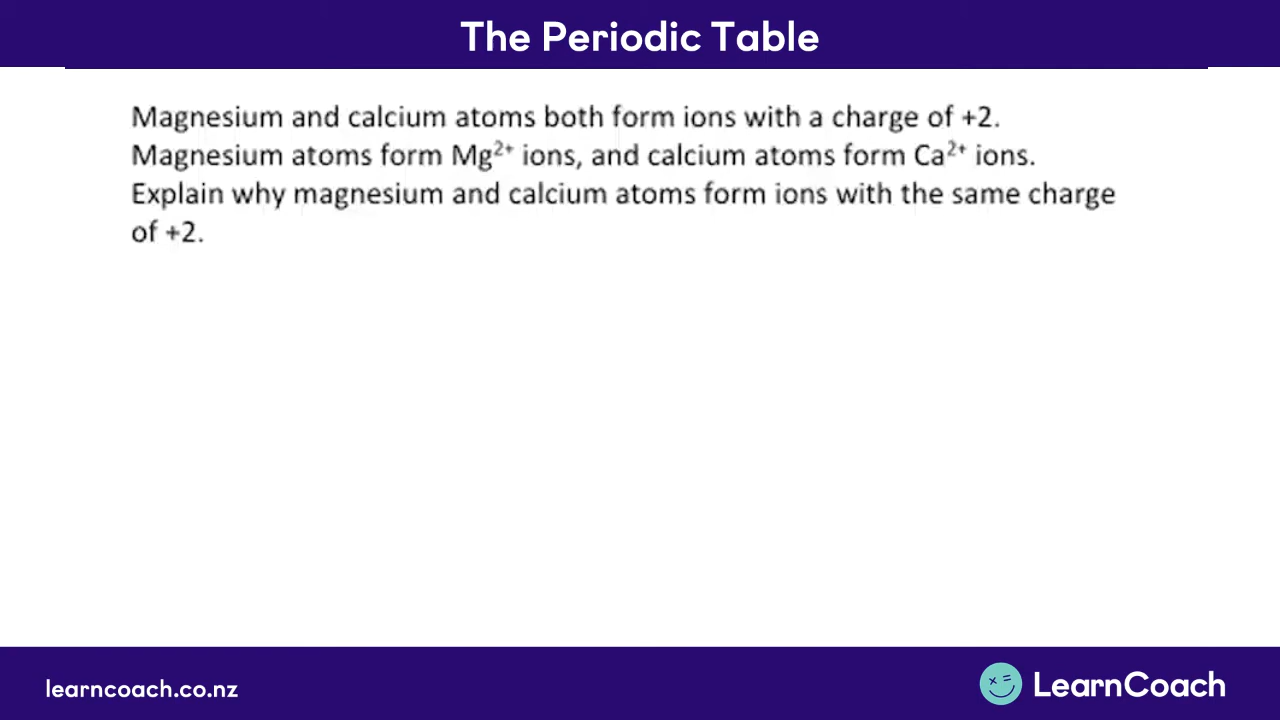 The Periodic Table
Magnesium and calcium atoms both form ions with a charge of +2.
Magnesium atoms form Mg²⁺ ions, and calcium atoms form Ca²⁺ ions.
Explain why magnesium and calcium atoms form ions with the same charge
of +2.
learncoach.co.nz
LearnCoach